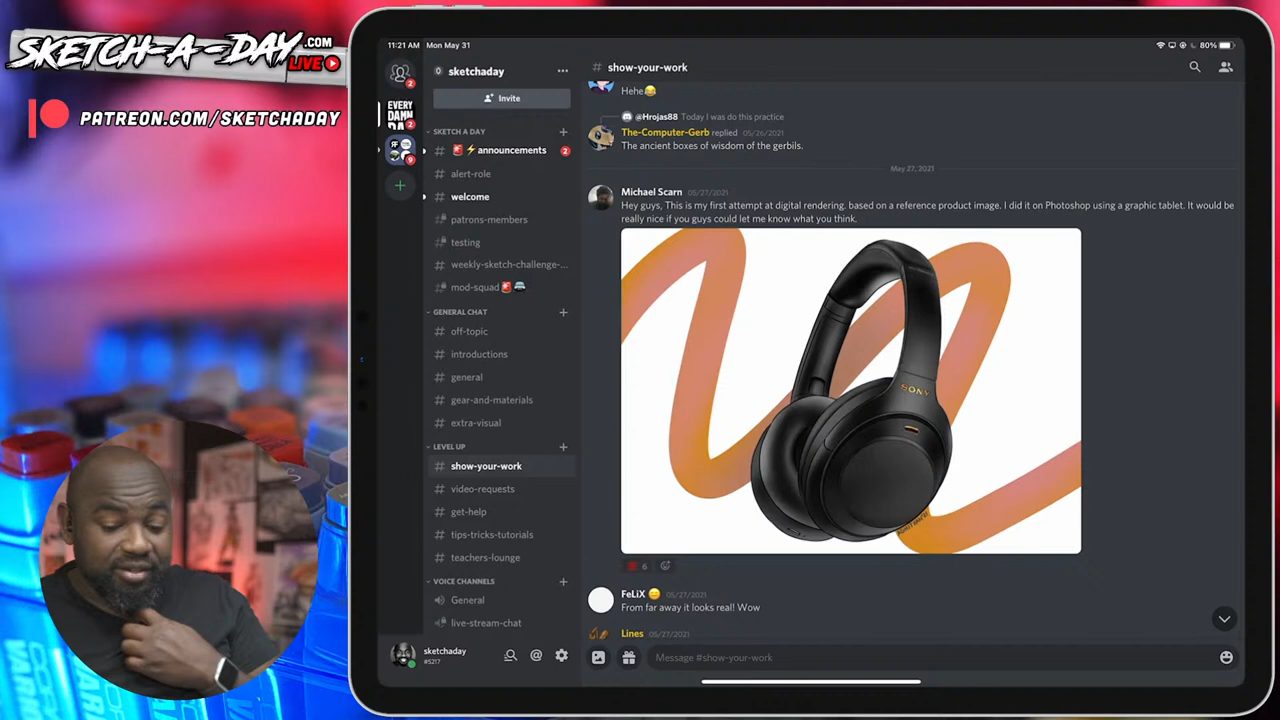 SKETCH-A-DAY.COM
LIVE
PATREON.COM/SKETCHADAY
11:21 AM Mon May 31
80%
2
EVERY
DAMN
DA
2
9
sketchaday
Invite
SKETCH A DAY
announcements 2
alert-role
welcome
patrons-members
testing
weekly-sketch-challenge-...
mod-squad
GENERAL CHAT
off-topic
introductions
general
gear-and-materials
extra-visual
LEVEL UP
show-your-work
video-requests
get-help
tips-tricks-tutorials
teachers-lounge
VOICE CHANNELS
General
live-stream-chat
sketchaday
#5217
# show-your-work
Hehe😂
@Hrojas88 Today I was do this practice
The-Computer-Gerb replied 05/26/2021
The ancient boxes of wisdom of the gerbils.
May 27, 2021
Michael Scarn 05/27/2021
Hey guys, This is my first attempt at digital rendering. based on a reference product image. I did it on Photoshop using a graphic tablet. It would be
really nice if you guys could let me know what you think.
SONY
6
FeLiX 😊 05/27/2021
From far away it looks real! Wow
Lines 05/27/2021
Message #show-your-work